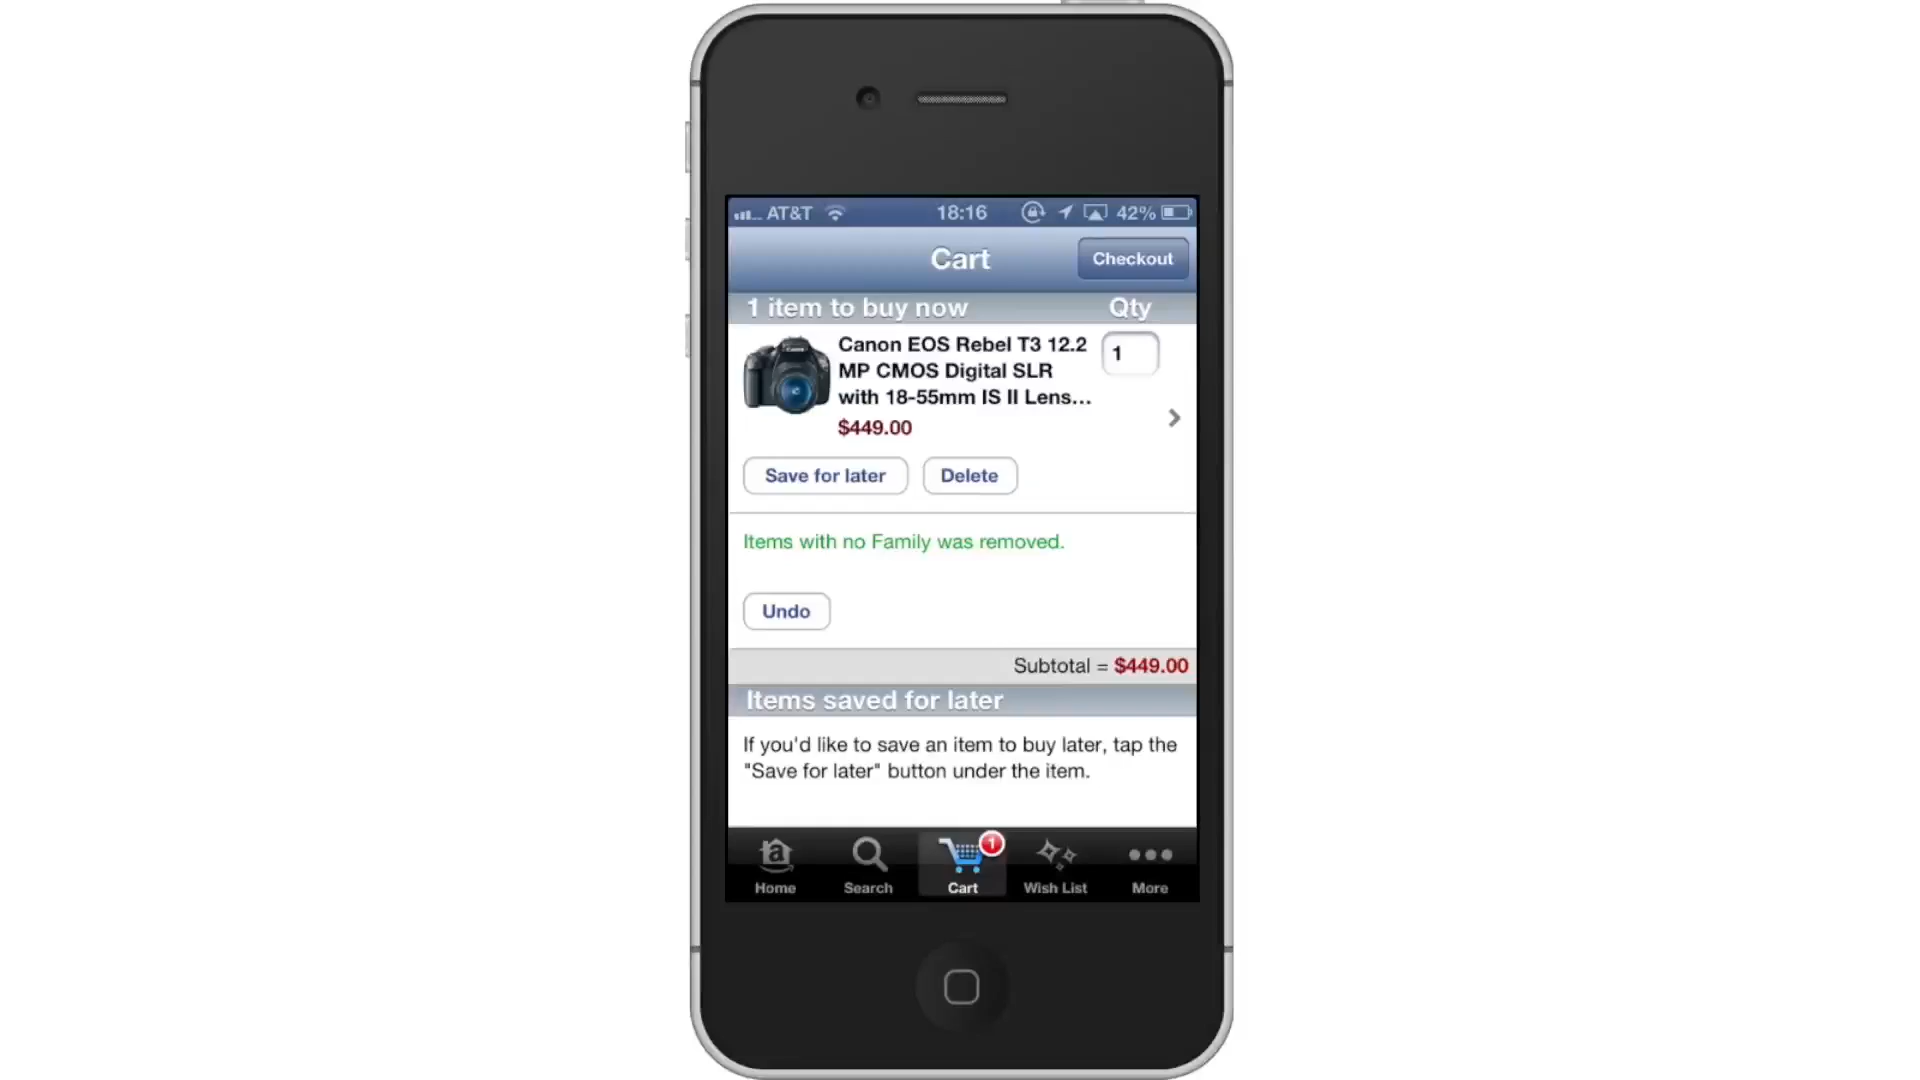 AT&T 18:16 42%
Cart Checkout
1 item to buy now Qty
Canon EOS Rebel T3 12.2 1
MP CMOS Digital SLR
with 18-55mm IS II Lens...
$449.00
Save for later Delete
Items with no Family was removed.
Undo
Subtotal = $449.00
Items saved for later
If you'd like to save an item to buy later, tap the
"Save for later" button under the item.
1
Home Search Cart Wish List More